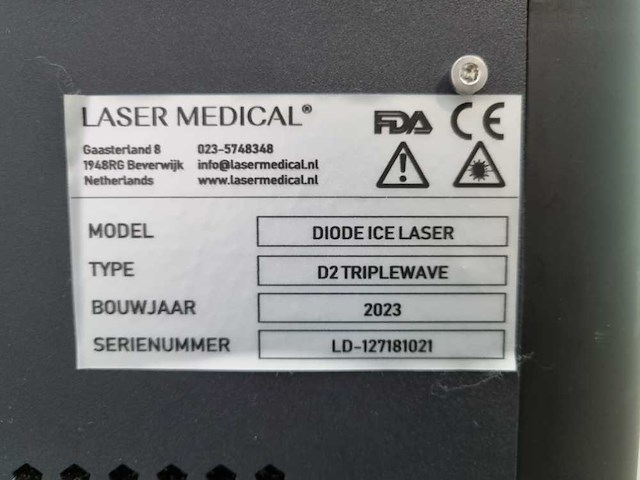 LASER MEDICAL®
Gaasterland 8 023-5748348
1948RG Beverwijk info@lasermedical.nl
Netherlands www.lasermedical.nl
FDA CE
MODEL DIODE ICE LASER
TYPE D2 TRIPLEWAVE
BOUWJAAR 2023
SERIENUMMER LD-127181021